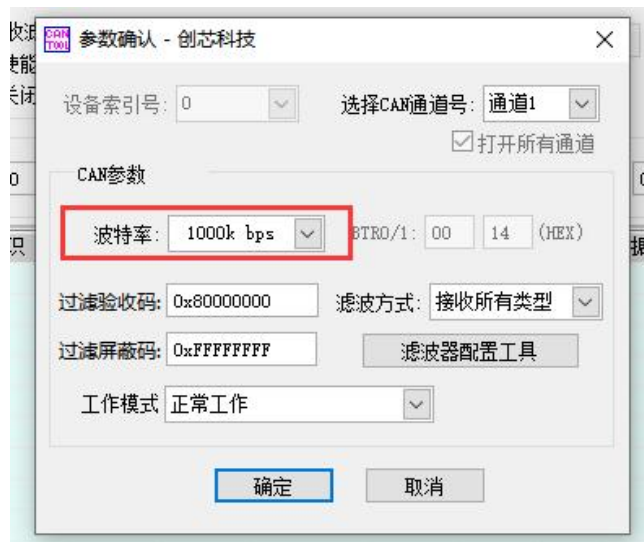 CAN TOOL 参数确认 - 创芯科技
设备索引号: 0 选择CAN通道号: 通道1
打开所有通道
CAN参数
波特率: 1000k bps BTR0/1: 00 14 (HEX)
过滤验收码: 0x80000000 滤波方式: 接收所有类型
过滤屏蔽码: 0xFFFFFFFF 滤波器配置工具
工作模式 正常工作
确定 取消